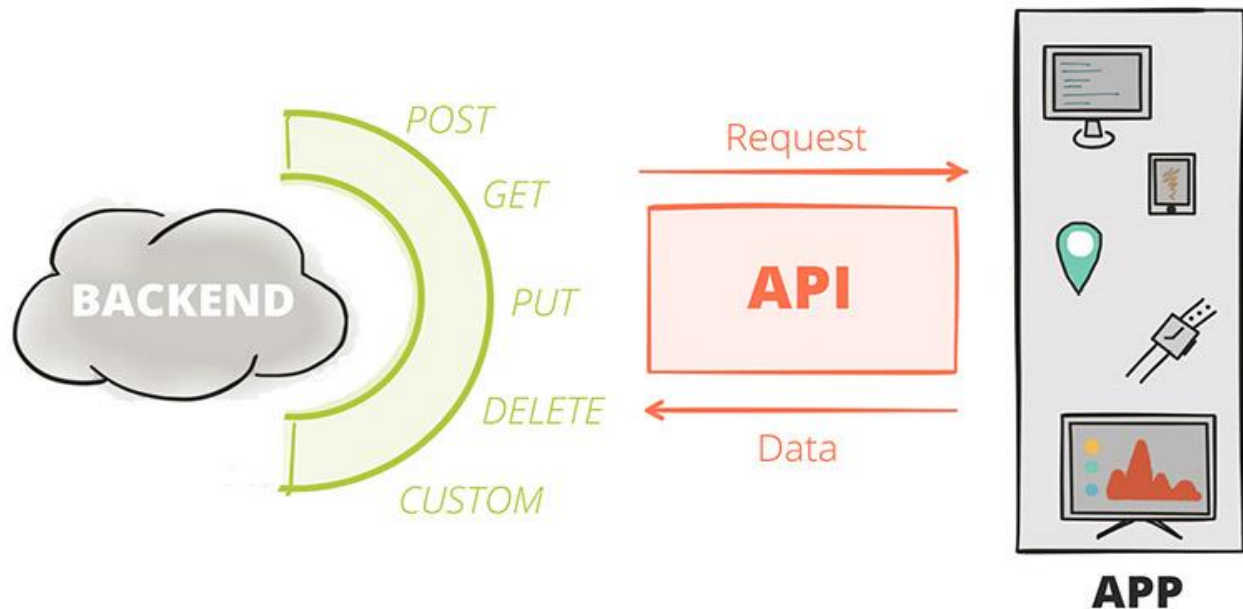 POST
GET
PUT
DELETE
CUSTOM
BACKEND
Request
API
Data
APP